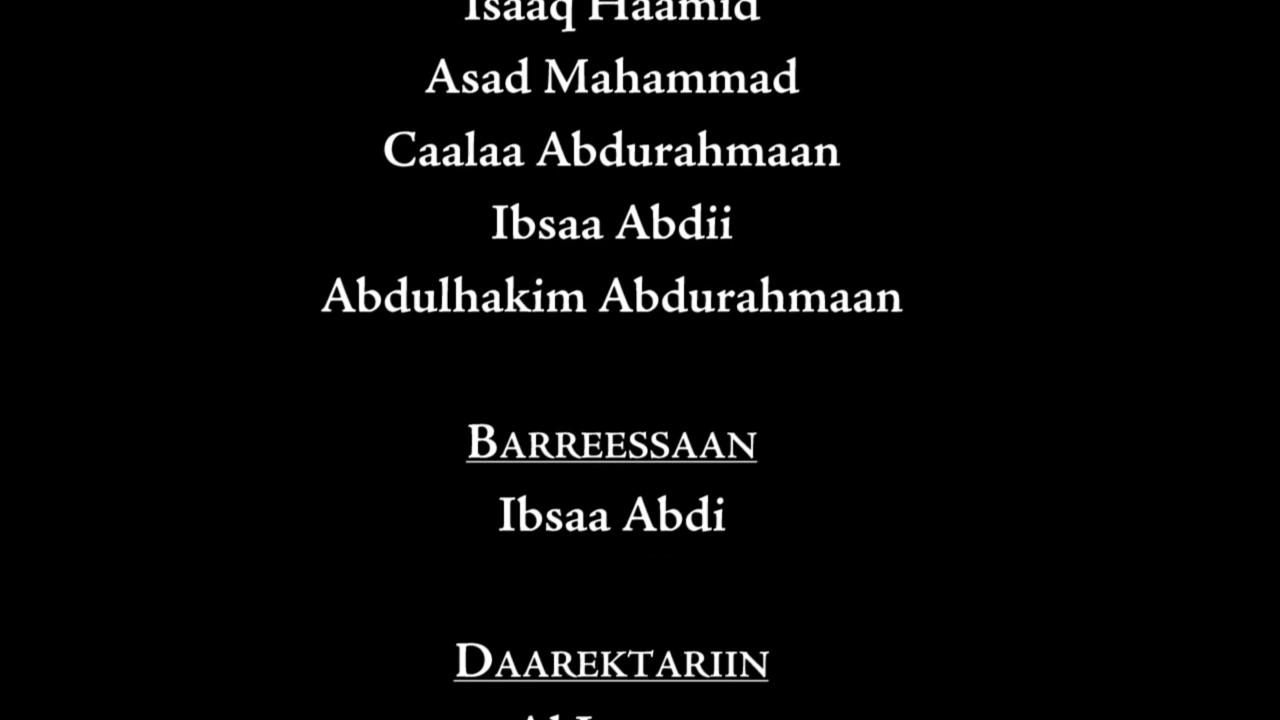 Isaaq Haamid
Asad Mahammad
Caalaa Abdurahmaan
Ibsaa Abdii
Abdulhakim Abdurahmaan
BARREESSAAN
Ibsaa Abdi
DAAREKTARIIN